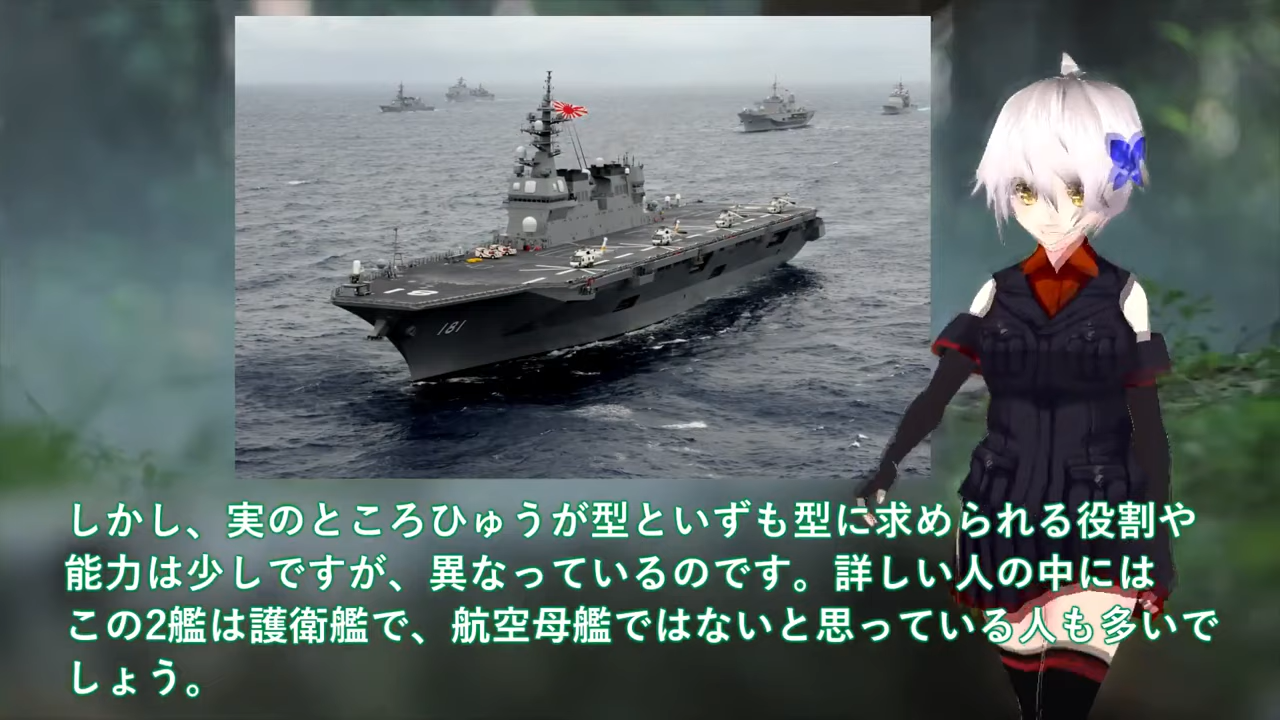 181
しかし、実のところひゅうが型といずも型に求められる役割や
能力は少しですが、異なっているのです。詳しい人の中には
この2艦は護衛艦で、航空母艦ではないと思っている人も多いで
しょう。